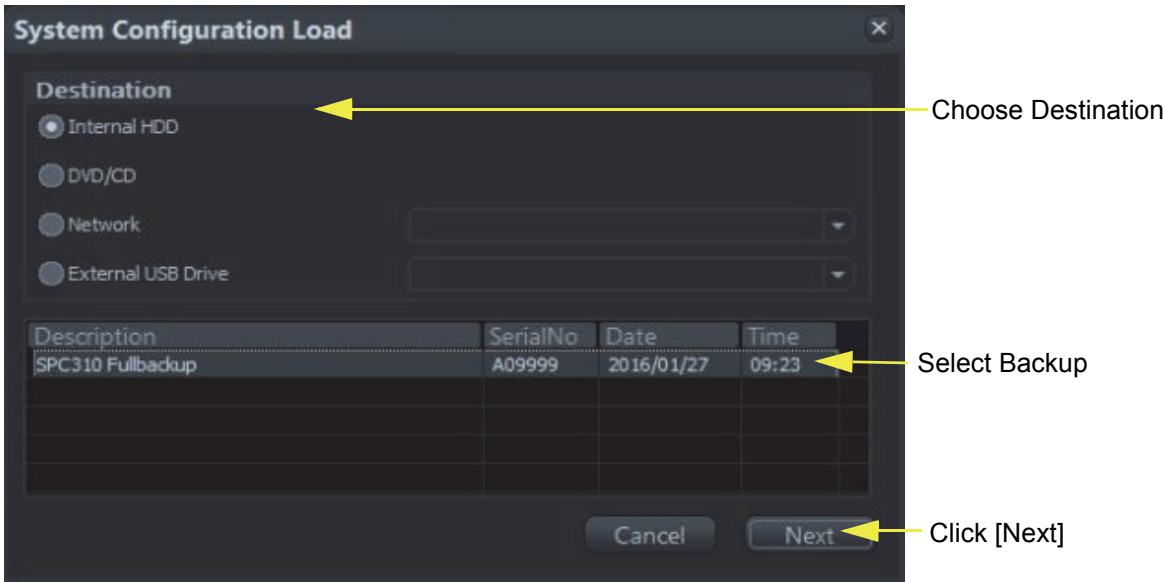 System Configuration Load
Destination
Choose Destination
Internal HDD
DVD/CD
Network
External USB Drive
Description SerialNo Date Time
SPC310 Fullbackup A09999 2016/01/27 09:23
Select Backup
Cancel Next
Click [Next]